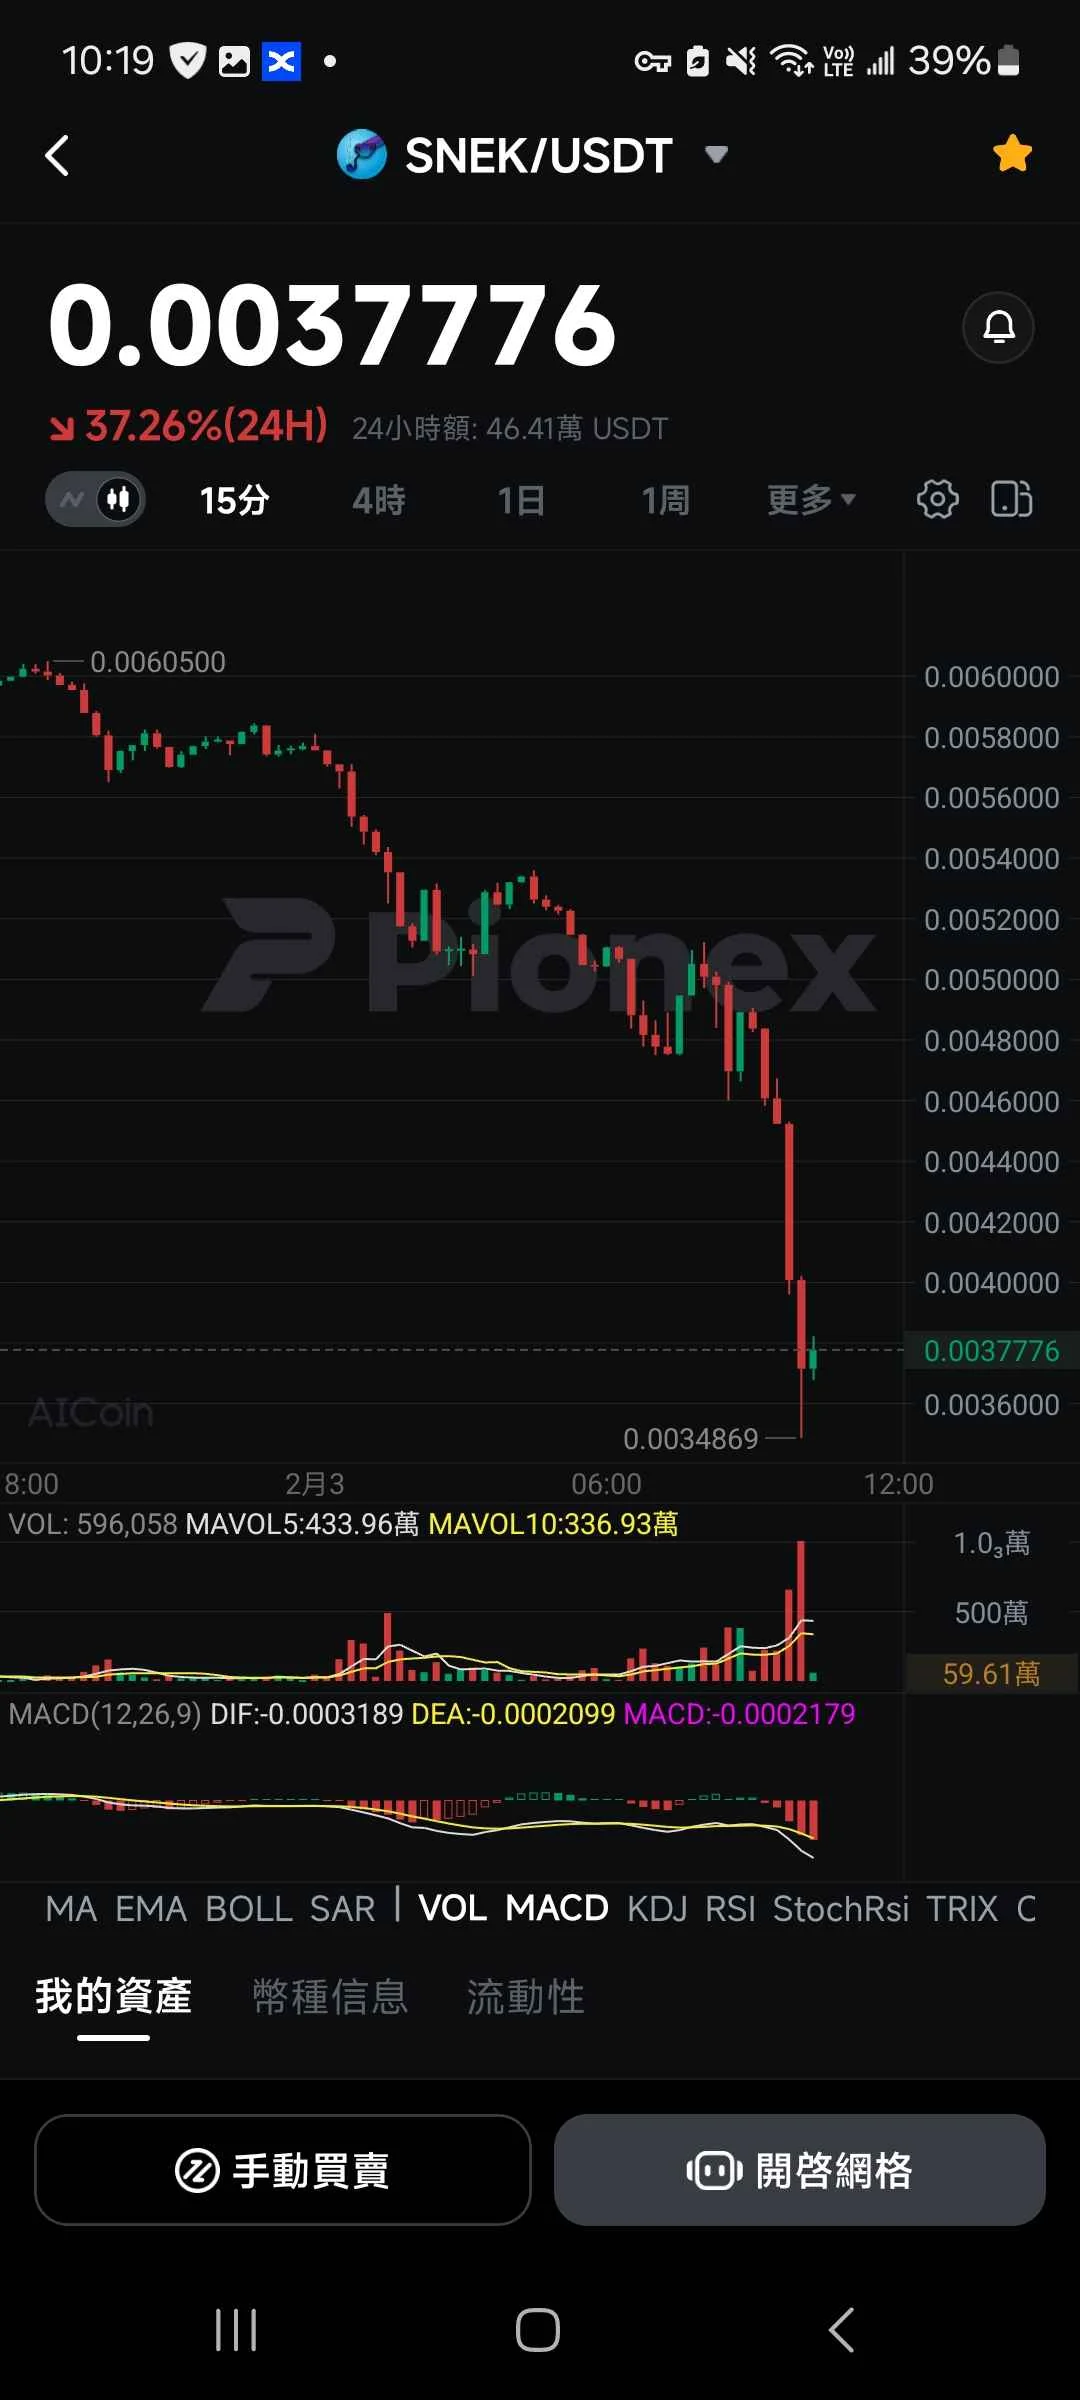 10:19 Vo)) LTE 39%
SNEK/USDT
0.0037776
37.26%(24H) 24小時額: 46.41萬 USDT
15分 4時 1日 1周 更多
0.0060500
0.0060000
0.0058000
0.0056000
0.0054000
0.0052000
Pionex
0.0050000
0.0048000
0.0046000
0.0044000
0.0042000
0.0040000
0.0037776
0.0036000
AICoin
0.0034869
8:00 2月3 06:00 12:00
VOL: 596,058 MAVOL5:433.96萬 MAVOL10:336.93萬
1.0₃萬
500萬
59.61萬
MACD(12,26,9) DIF:-0.0003189 DEA:-0.0002099 MACD:-0.0002179
MA EMA BOLL SAR | VOL MACD KDJ RSI StochRsi TRIX C
我的資產 幣種信息 流動性
手動買賣 開啓網格